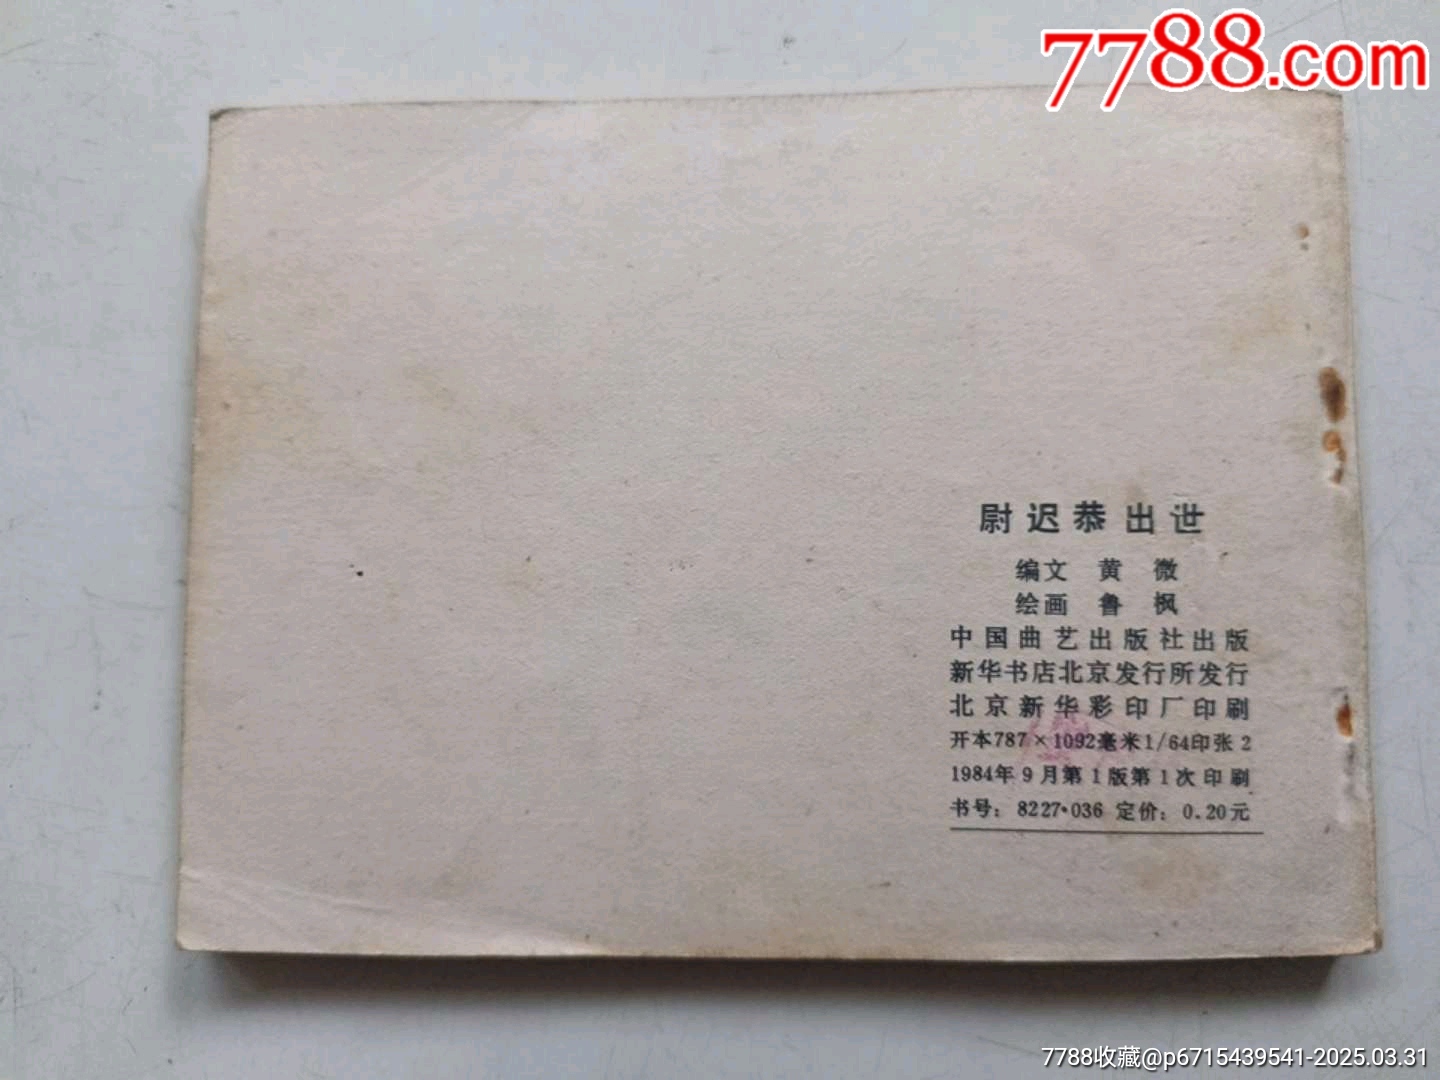 7788.com
尉迟恭出世
编文 黄 微
绘画 鲁 枫
中国曲艺出版社出版
新华书店北京发行所发行
北京新华彩印厂印刷
开本787×1092毫米1/64印张2
1984年9月第1版第1次印刷
书号：8227·036 定价：0.20元
7788收藏@p6715439541-2025.03.31